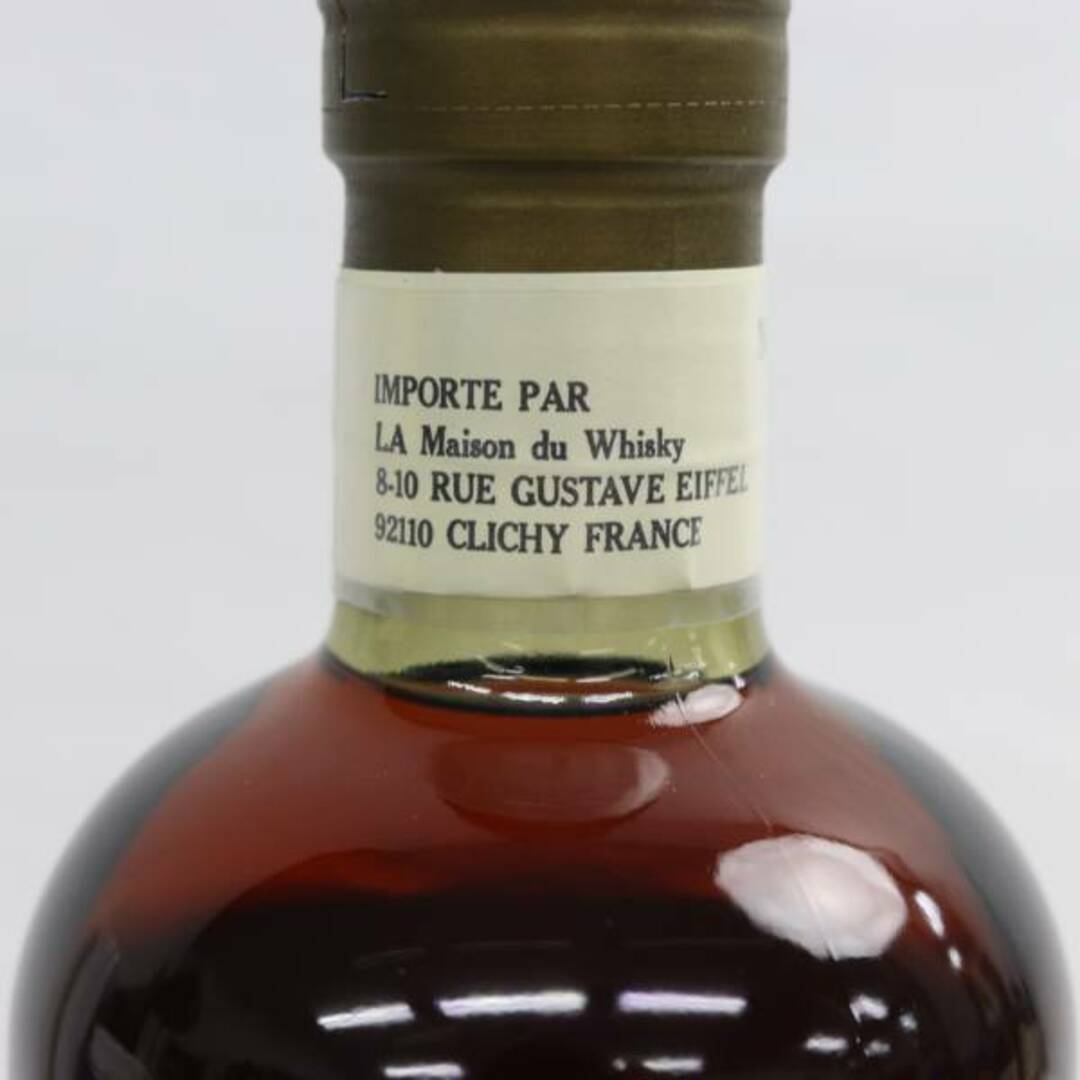 IMPORTE PAR
LA Maison du Whisky
8-10 RUE GUSTAVE EIFFEL
92110 CLICHY FRANCE